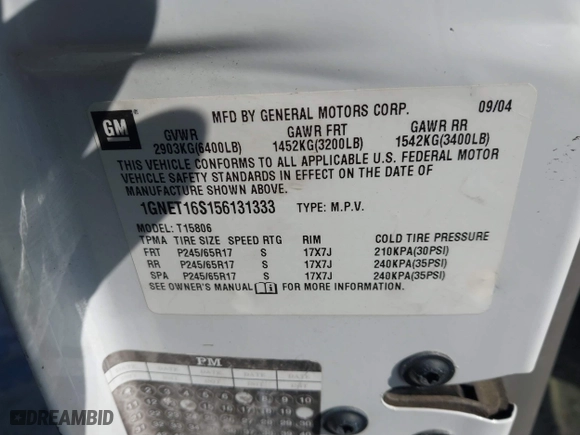 GM
MFD BY GENERAL MOTORS CORP. 09/04
GVWR GAWR FRT GAWR RR
2903KG(6400LB) 1452KG(3200LB) 1542KG(3400LB)
THIS VEHICLE CONFORMS TO ALL APPLICABLE U.S. FEDERAL MOTOR
VEHICLE SAFETY STANDARDS IN EFFECT ON THE DATE OF
MANUFACTURE SHOWN ABOVE.
1GNET16S156131333 TYPE: M.P.V.
MODEL: T15806
TPMA TIRE SIZE SPEED RTG RIM COLD TIRE PRESSURE
FRT P245/65R17 S 17X7J 210KPA(30PSI)
RR P245/65R17 S 17X7J 240KPA(35PSI)
SPA P245/65R17 S 17X7J 240KPA(35PSI)
SEE OWNER'S MANUAL FOR MORE INFORMATION.
PM
DREAMBID